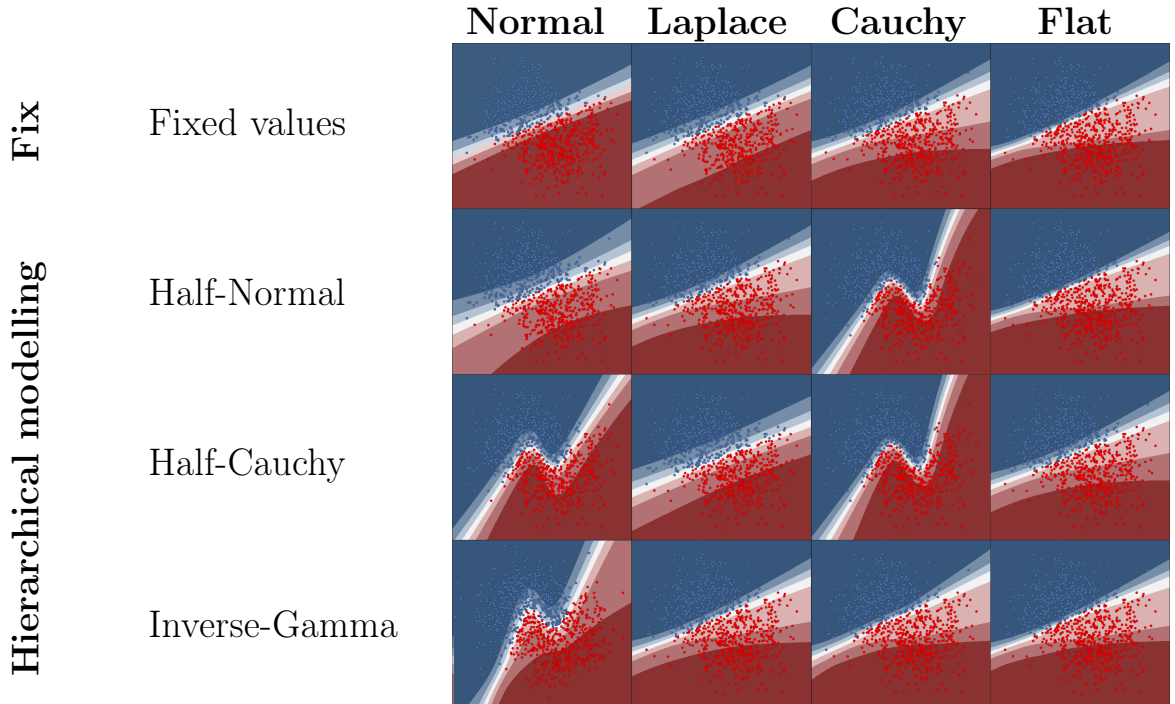 Normal Laplace Cauchy Flat
Fix
Fixed values
Hierarchical modelling
Half-Normal
Half-Cauchy
Inverse-Gamma